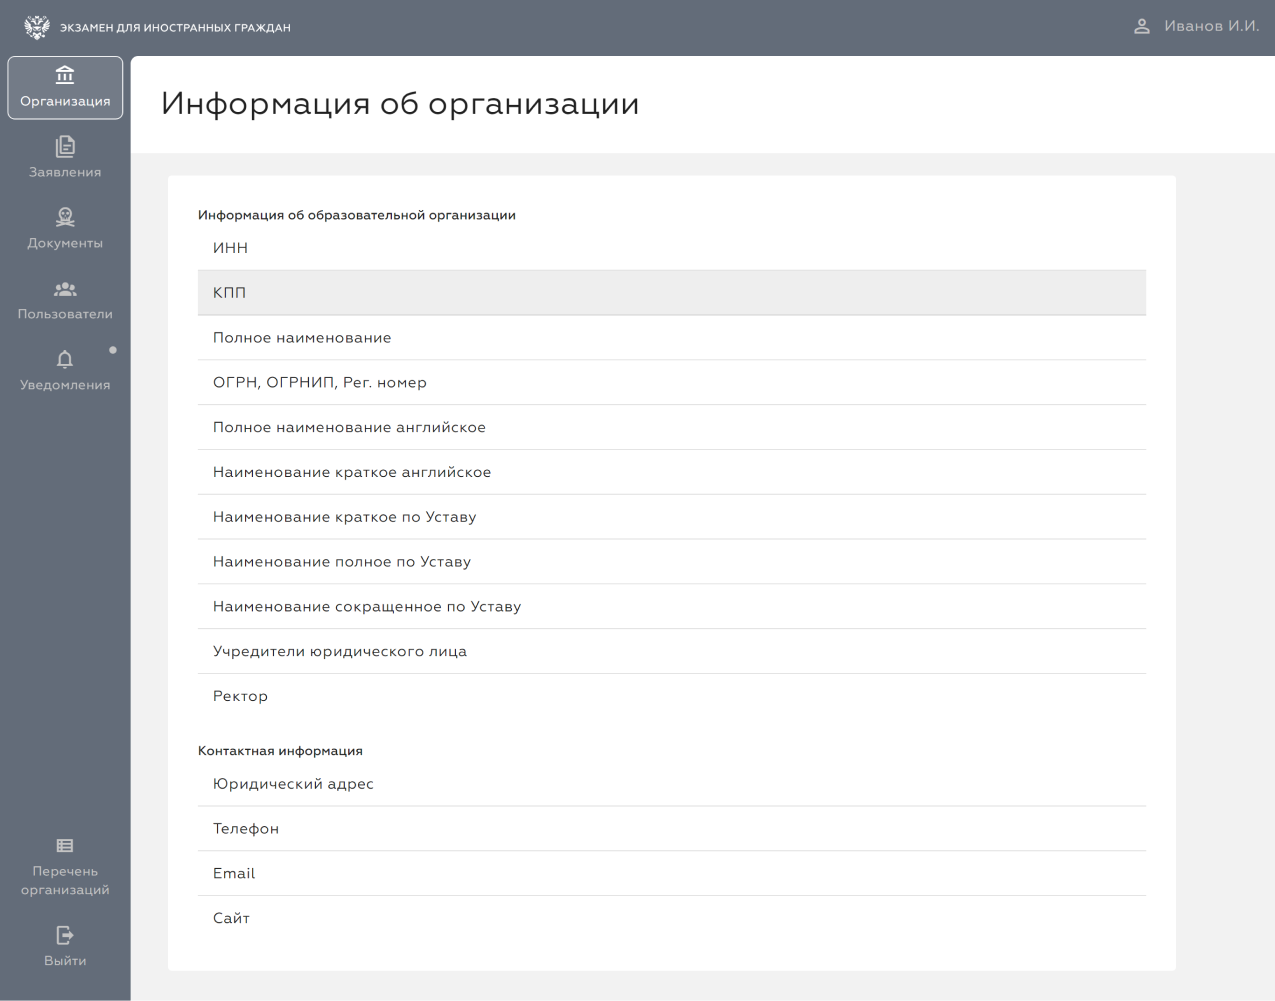 ЭКЗАМЕН ДЛЯ ИНОСТРАННЫХ ГРАЖДАН
Иванов И.И.
Организация
Заявления
Документы
Пользователи
Уведомления
Перечень
организаций
Выйти
Информация об организации
Информация об образовательной организации
ИНН
КПП
Полное наименование
ОГРН, ОГРНИП, Рег. номер
Полное наименование английское
Наименование краткое английское
Наименование краткое по Уставу
Наименование полное по Уставу
Наименование сокращенное по Уставу
Учредители юридического лица
Ректор
Контактная информация
Юридический адрес
Телефон
Email
Сайт